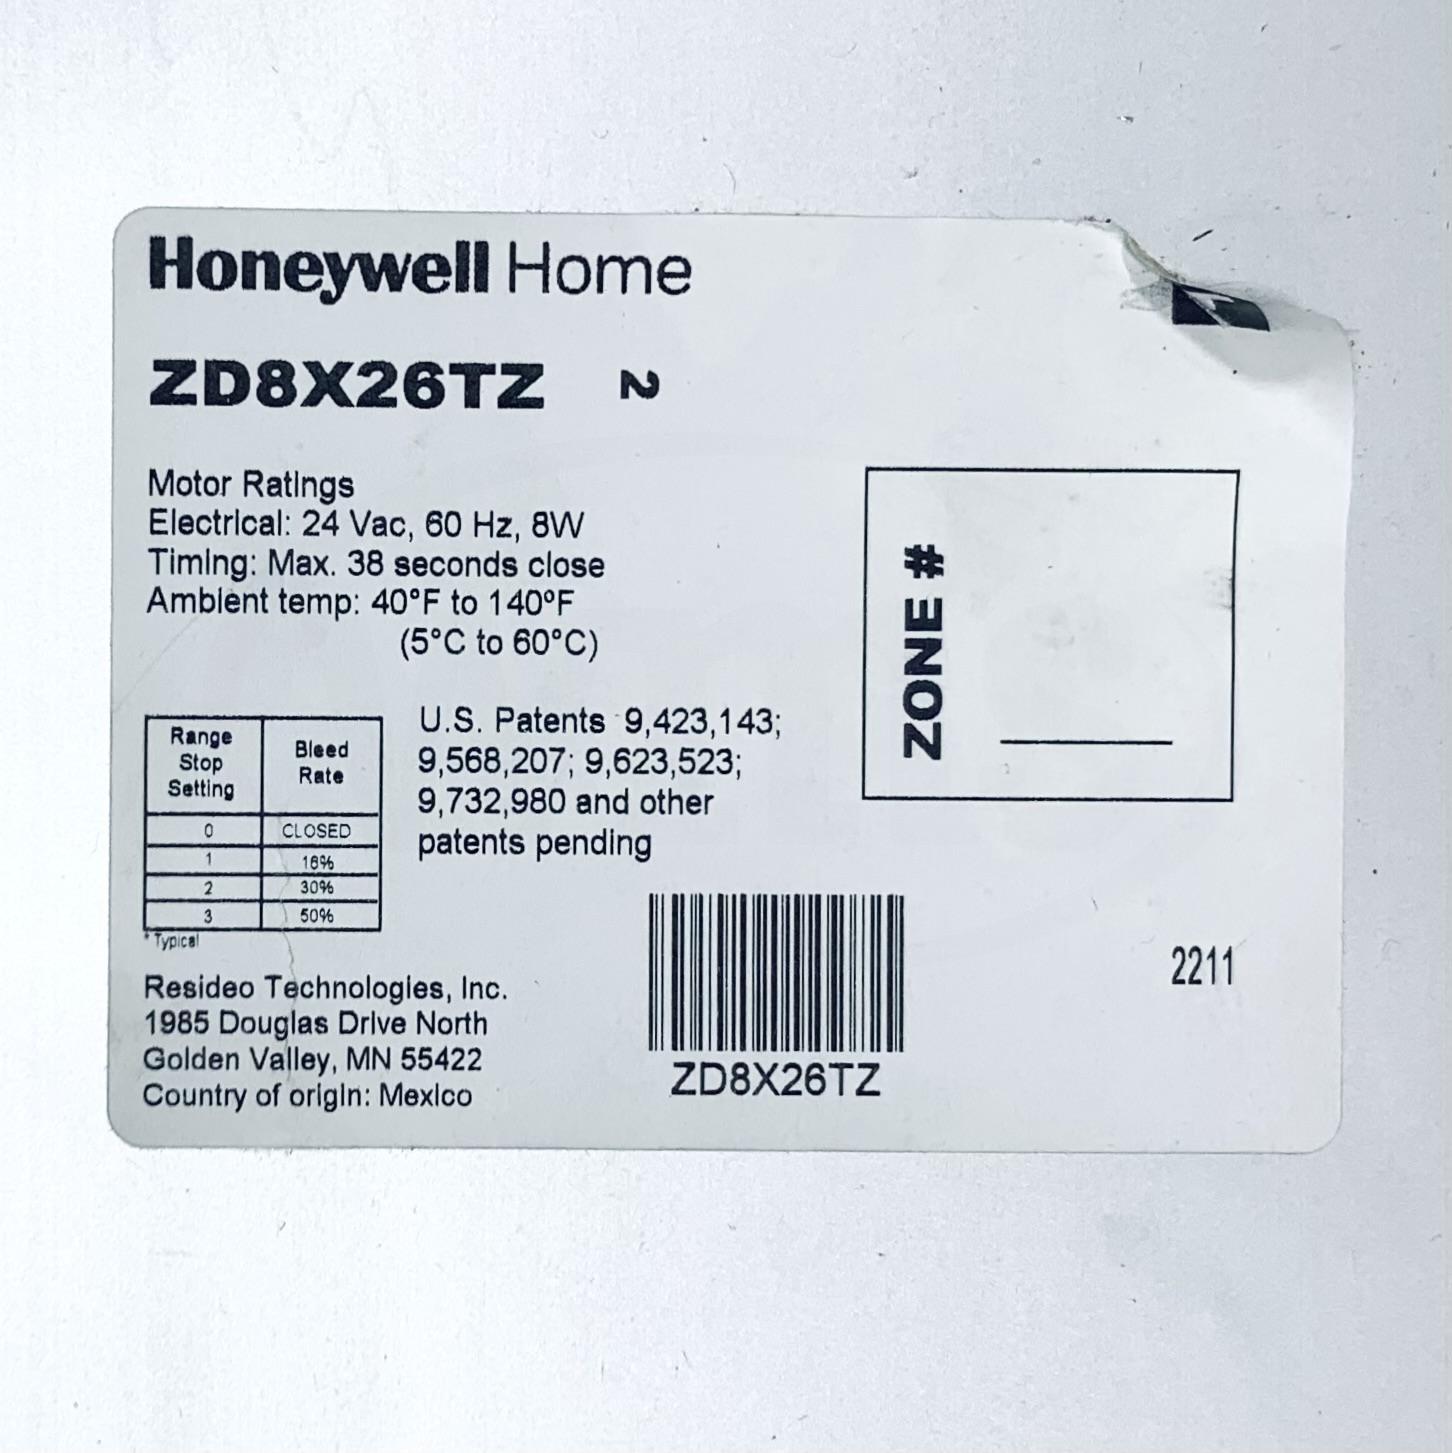 Honeywell Home
ZD8X26TZ 2
Motor Ratings
Electrical: 24 Vac, 60 Hz, 8W
Timing: Max. 38 seconds close
Ambient temp: 40°F to 140°F
(5°C to 60°C)
ZONE #
Range Stop Setting Bleed Rate
0 CLOSED
1 16%
2 30%
3 50%
* Typical
U.S. Patents 9,423,143;
9,568,207; 9,623,523;
9,732,980 and other
patents pending
2211
Resideo Technologies, Inc.
1985 Douglas Drive North
Golden Valley, MN 55422
Country of origin: Mexico
ZD8X26TZ